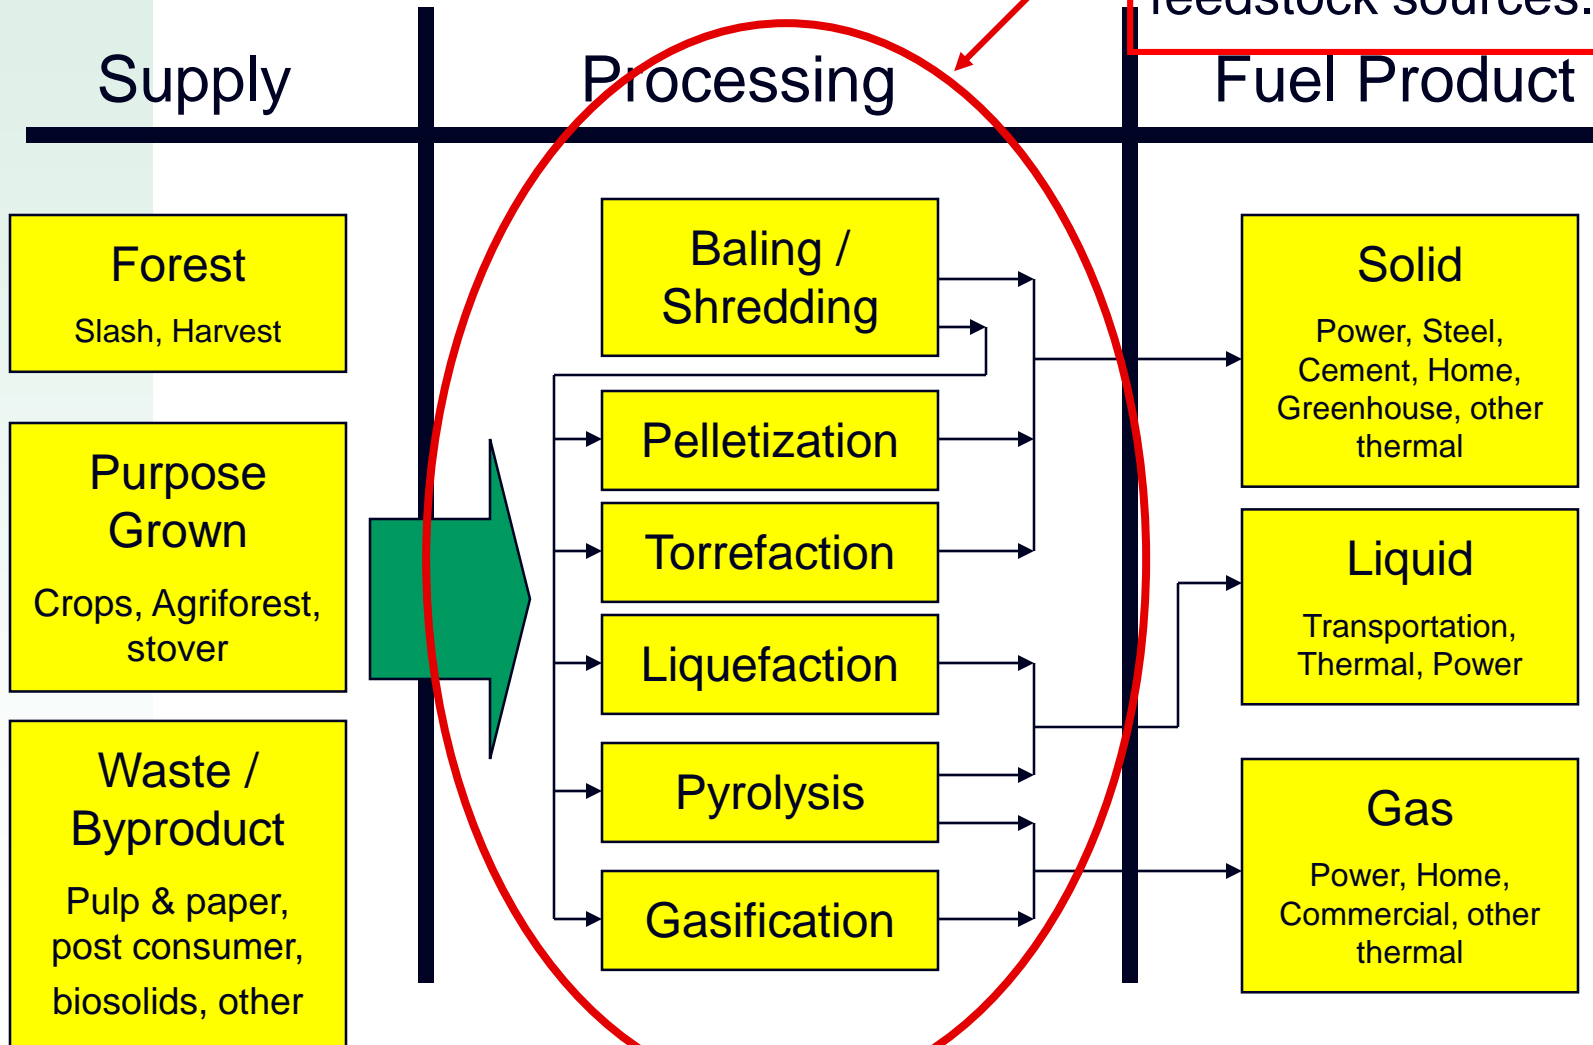 feedstock sources.
Supply
Processing
Fuel Product
Forest
Slash, Harvest
Purpose
Grown
Crops, Agriforest,
stover
Waste /
Byproduct
Pulp & paper,
post consumer,
biosolids, other
Baling /
Shredding
Pelletization
Torrefaction
Liquefaction
Pyrolysis
Gasification
Solid
Power, Steel,
Cement, Home,
Greenhouse, other
thermal
Liquid
Transportation,
Thermal, Power
Gas
Power, Home,
Commercial, other
thermal